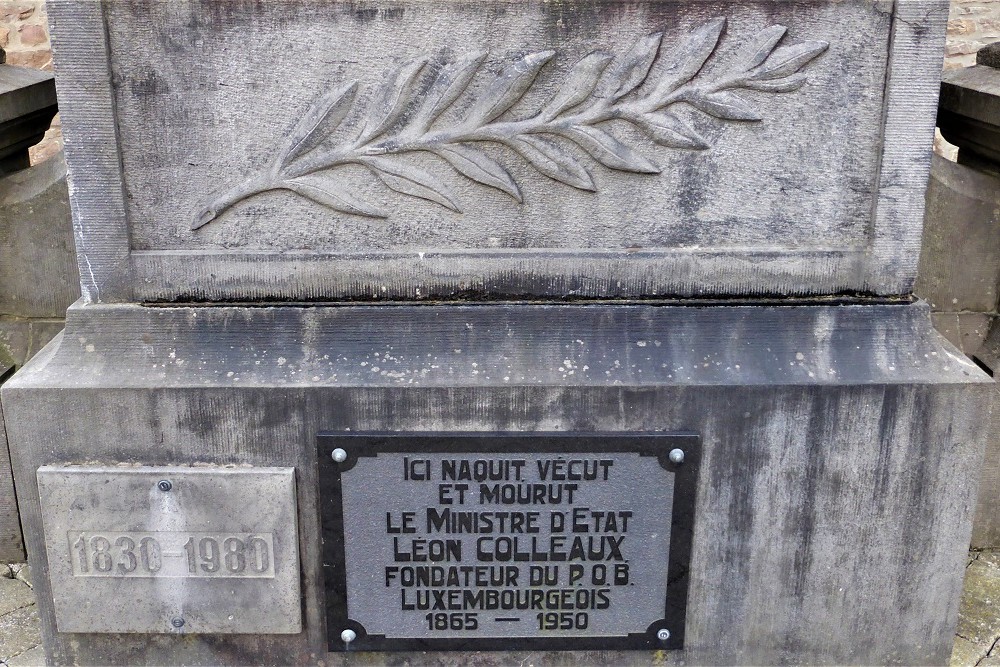 1830-1980
ICI NAQUIT, VÉCUT
ET MOURUT
LE MINISTRE D'ETAT
LÉON COLLEAUX
FONDATEUR DU P.O.B.
LUXEMBOURGEOIS
1865 — 1950